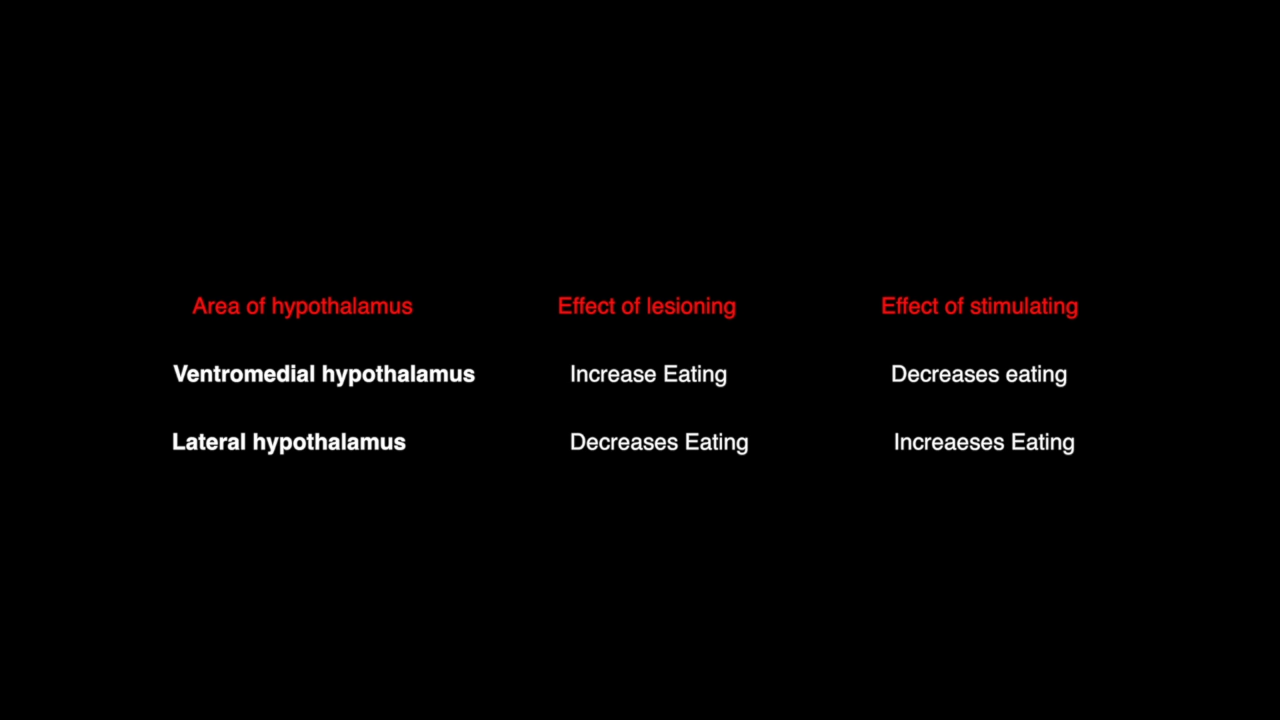 Area of hypothalamus Effect of lesioning Effect of stimulating
Ventromedial hypothalamus Increase Eating Decreases eating
Lateral hypothalamus Decreases Eating Increaeses Eating